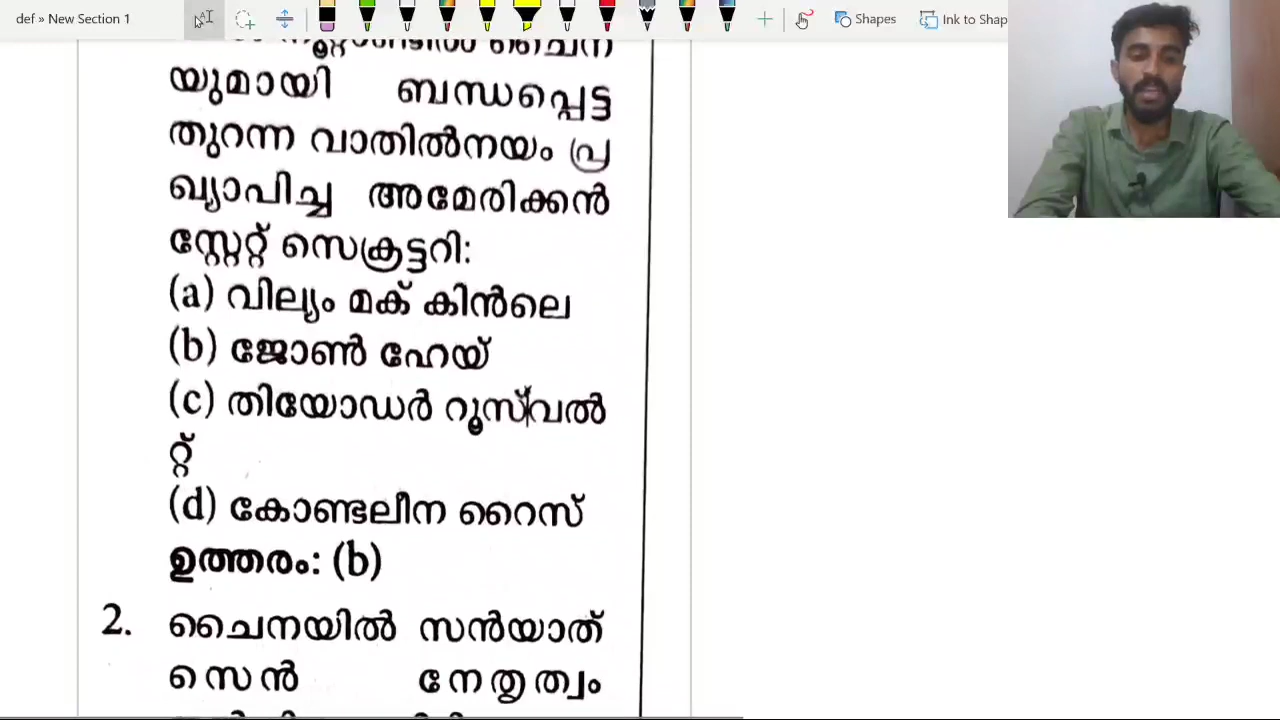 def » New Section 1
Shapes
Ink to Shap
നൂറ്റാണ്ടിൽ ചൈന
യുമായി ബന്ധപ്പെട്ട
തുറന്ന വാതിൽനയം പ്ര
ഖ്യാപിച്ച അമേരിക്കൻ
സ്റ്റേറ്റ് സെക്രട്ടറി:
(a) വില്യം മക് കിൻലെ
(b) ജോൺ ഹേയ്
(c) തിയോഡർ റൂസ്‌വൽ
റ്റ്
(d) കോണ്ടലീന റൈസ്
ഉത്തരം: (b)
2. ചൈനയിൽ സൻയാത്
സെൻ നേതൃത്വം